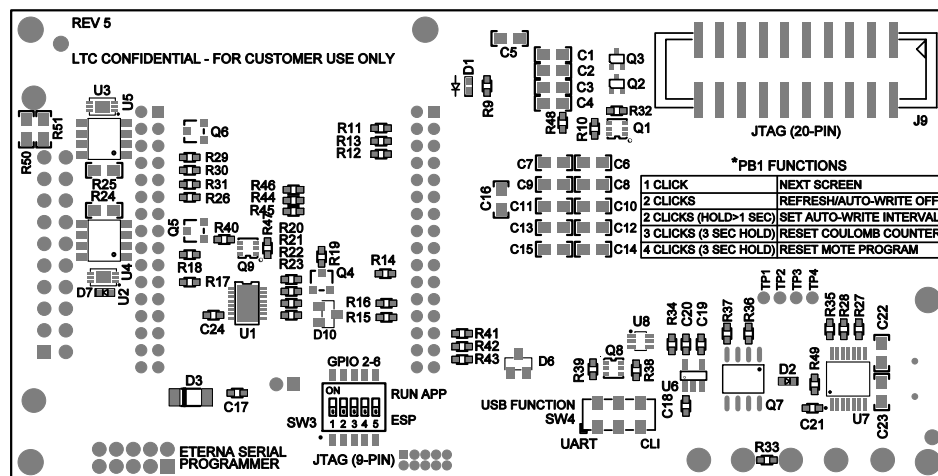 REV 5
LTC CONFIDENTIAL - FOR CUSTOMER USE ONLY
C5
D1
R9
C1
C2
C3
C4
Q3
Q2
R32
R48
R10
Q1
J9
JTAG (20-PIN)
U3
U5
R51
R50
Q6
R11
R13
R12
R29
R30
R31
R26
R25
R24
R46
R44
R45
C7
C6
C9
C8
C16
C11
C10
C13
C12
C15
C14
*PB1 FUNCTIONS
1 CLICK NEXT SCREEN
2 CLICKS REFRESH/AUTO-WRITE OFF
2 CLICKS (HOLD>1 SEC) SET AUTO-WRITE INTERVAL
3 CLICKS (3 SEC HOLD) RESET COULOMB COUNTER
4 CLICKS (3 SEC HOLD) RESET MOTE PROGRAM
Q5
R40
R47
R20
R21
R22
R23
R19
Q9
Q4
R14
R18
R17
U4
U2
D7
C24
U1
D10
R16
R15
TP1
TP2
TP3
TP4
R41
R42
R43
D6
R39
Q8
U8
R38
R34
C20
C19
R37
R36
R35
R28
R27
C22
U6
C18
Q7
D2
R49
C21
U7
C23
R33
D3
C17
GPIO 2-6
ON
1 2 3 4 5
SW3
RUN APP
ESP
JTAG (9-PIN)
USB FUNCTION
SW4
UART
CLI
ETERNA SERIAL
PROGRAMMER